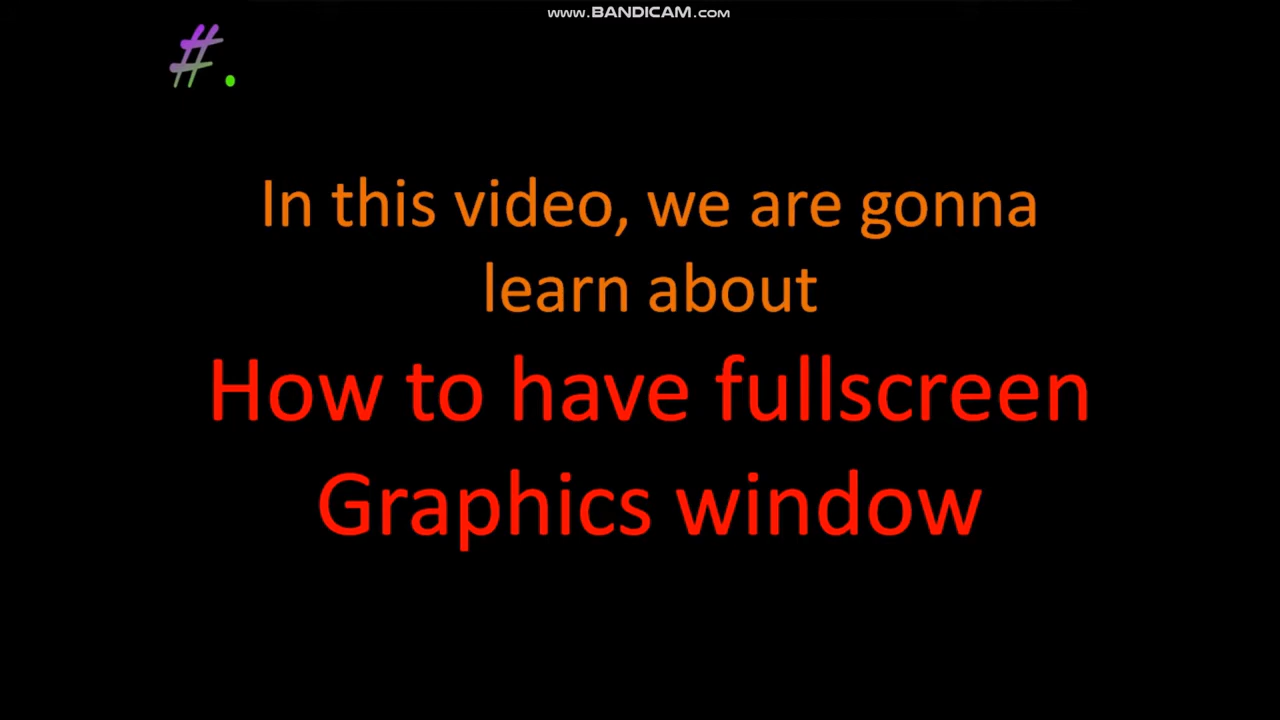 www.BANDICAM.com
#.
In this video, we are gonna
learn about
How to have fullscreen
Graphics window